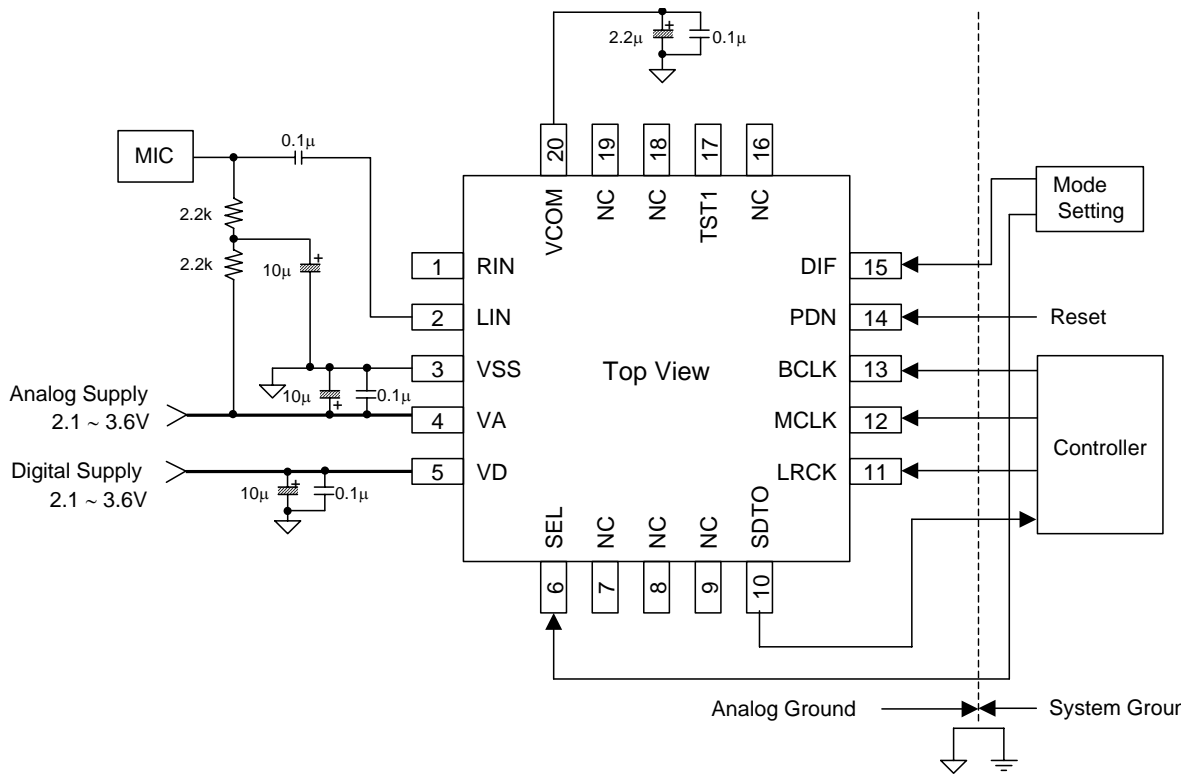 2.2μ
+
0.1μ
MIC
0.1μ
20
19
18
17
16
VCOM
NC
NC
TST1
NC
Mode
Setting
2.2k
2.2k
10μ
+
1
RIN
DIF
15
2
LIN
PDN
14
Reset
3
VSS
Top View
BCLK
13
Analog Supply
2.1 ~ 3.6V
10μ
+
0.1μ
4
VA
MCLK
12
Controller
Digital Supply
2.1 ~ 3.6V
10μ
+
0.1μ
5
VD
LRCK
11
SEL
NC
NC
NC
SDTO
6
7
8
9
10
Analog Ground
System Groun